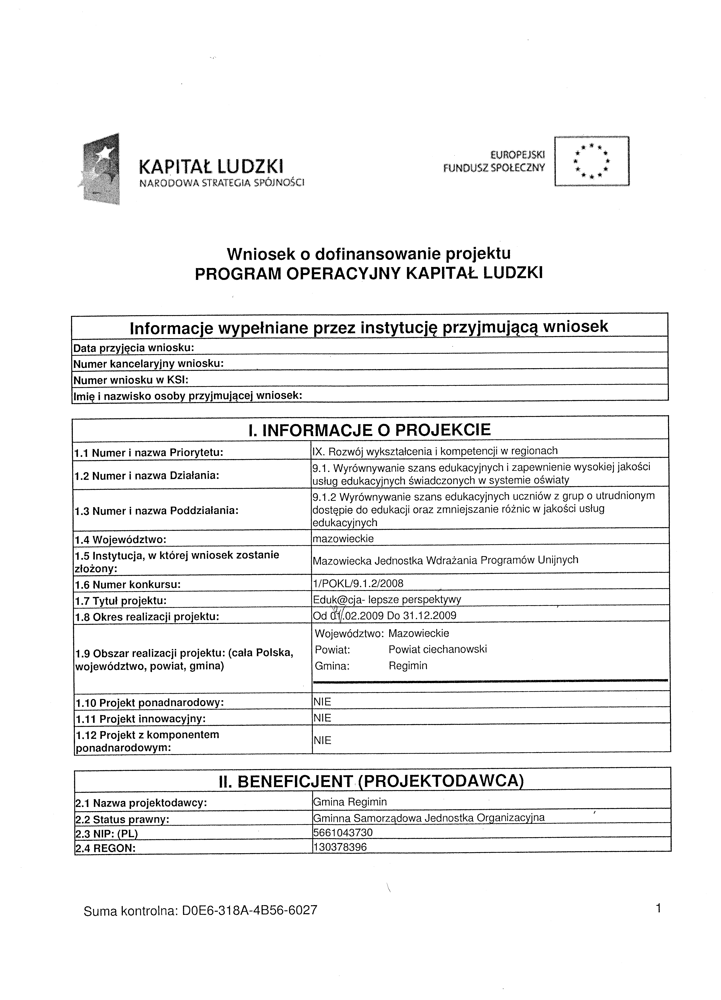 KAPITAŁ LUDZKI
NARODOWA STRATEGIA SPÓJNOŚCI
EUROPEJSKI
FUNDUSZ SPOŁECZNY
Wniosek o dofinansowanie projektu
PROGRAM OPERACYJNY KAPITAŁ LUDZKI
Informacje wypełniane przez instytucję przyjmującą wniosek
Data przyjęcia wniosku:
Numer kancelaryjny wniosku:
Numer wniosku w KSI:
Imię i nazwisko osoby przyjmującej wniosek:
I. INFORMACJE O PROJEKCIE
1.1 Numer i nazwa Priorytetu:
IX. Rozwój wykształcenia i kompetencji w regionach
1.2 Numer i nazwa Działania:
9.1. Wyrównywanie szans edukacyjnych i zapewnienie wysokiej jakości
usług edukacyjnych świadczonych w systemie oświaty
1.3 Numer i nazwa Poddziałania:
9.1.2 Wyrównywanie szans edukacyjnych uczniów z grup o utrudnionym
dostępie do edukacji oraz zmniejszanie różnic w jakości usług
edukacyjnych
1.4 Województwo:
mazowieckie
1.5 Instytucja, w której wniosek zostanie
złożony:
Mazowiecka Jednostka Wdrażania Programów Unijnych
1.6 Numer konkursu:
1/POKL/9.1.2/2008
1.7 Tytuł projektu:
Eduk@cja- lepsze perspektywy
1.8 Okres realizacji projektu:
Od 01.02.2009 Do 31.12.2009
1.9 Obszar realizacji projektu: (cała Polska,
województwo, powiat, gmina)
Województwo: Mazowieckie
Powiat: Powiat ciechanowski
Gmina: Regimin
1.10 Projekt ponadnarodowy:
NIE
1.11 Projekt innowacyjny:
NIE
1.12 Projekt z komponentem
ponadnarodowym:
NIE
II. BENEFICJENT (PROJEKTODAWCA)
2.1 Nazwa projektodawcy:
Gmina Regimin
2.2 Status prawny:
Gminna Samorządowa Jednostka Organizacyjna
2.3 NIP: (PL)
5661043730
2.4 REGON:
130378396
Suma kontrolna: D0E6-318A-4B56-6027
1